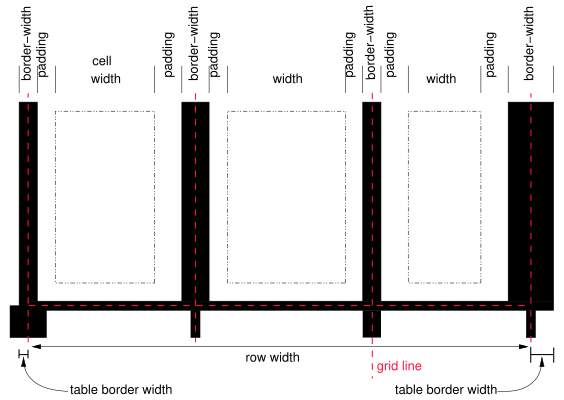 border–width
padding
cell
width
padding
border–width
padding
width
padding
border–width
padding
width
padding
border–width
row width
grid line
table border width
table border width